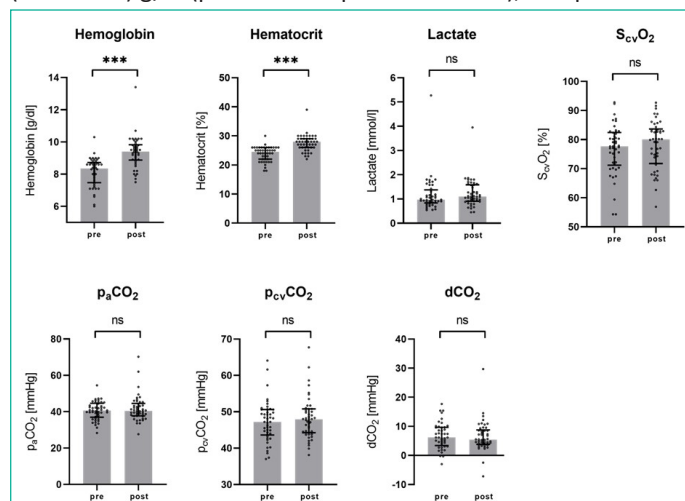 Hemoglobin
***
Hemoglobin [g/dl]
14
12
10
8
6
pre
post
Hematocrit
***
Hematocrit [%]
50
40
30
20
10
0
pre
post
Lactate
ns
Lactate [mmol/l]
6
5
4
3
2
1
0
pre
post
ScvO2
ns
ScvO2 [%]
100
90
80
70
60
50
pre
post
paCO2
ns
paCO2 [mmHg]
80
60
40
20
0
pre
post
pcvCO2
ns
pcvCO2 [mmHg]
70
60
50
40
30
pre
post
dCO2
ns
dCO2 [mmHg]
40
30
20
10
0
-10
pre
post